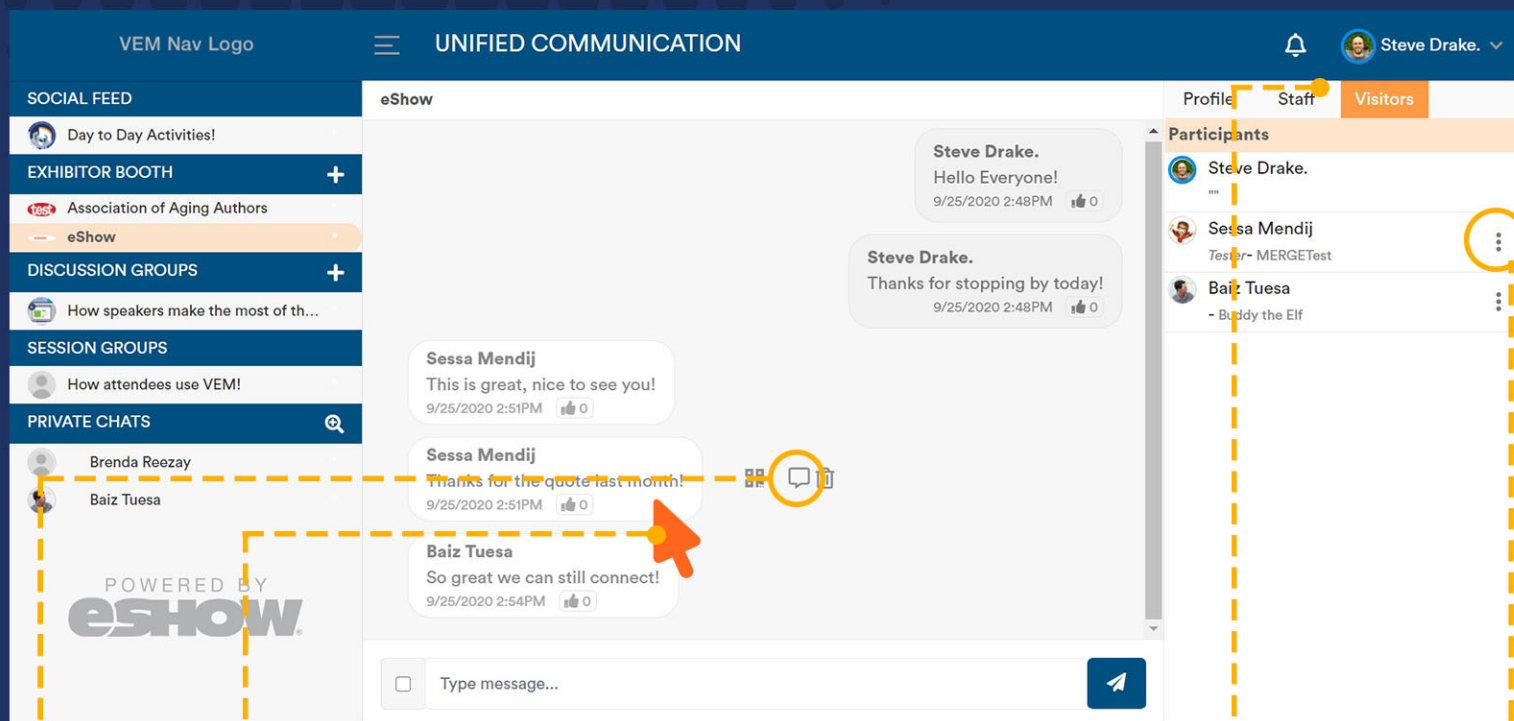 VEM Nav Logo
UNIFIED COMMUNICATION
Steve Drake.
SOCIAL FEED
Day to Day Activities!
EXHIBITOR BOOTH
test
Association of Aging Authors
eShow
DISCUSSION GROUPS
How speakers make the most of th...
SESSION GROUPS
How attendees use VEM!
PRIVATE CHATS
Brenda Reezay
Baiz Tuesa
POWERED BY
eSHOW.
eShow
Steve Drake.
Hello Everyone!
9/25/2020 2:48PM 0
Steve Drake.
Thanks for stopping by today!
9/25/2020 2:48PM 0
Sessa Mendij
This is great, nice to see you!
9/25/2020 2:51PM 0
Sessa Mendij
Thanks for the quote last month!
9/25/2020 2:51PM 0
Baiz Tuesa
So great we can still connect!
9/25/2020 2:54PM 0
Type message...
Profile Staff Visitors
Participants
Steve Drake.
""
Sessa Mendij
Tester- MERGETest
Baiz Tuesa
- Buddy the Elf